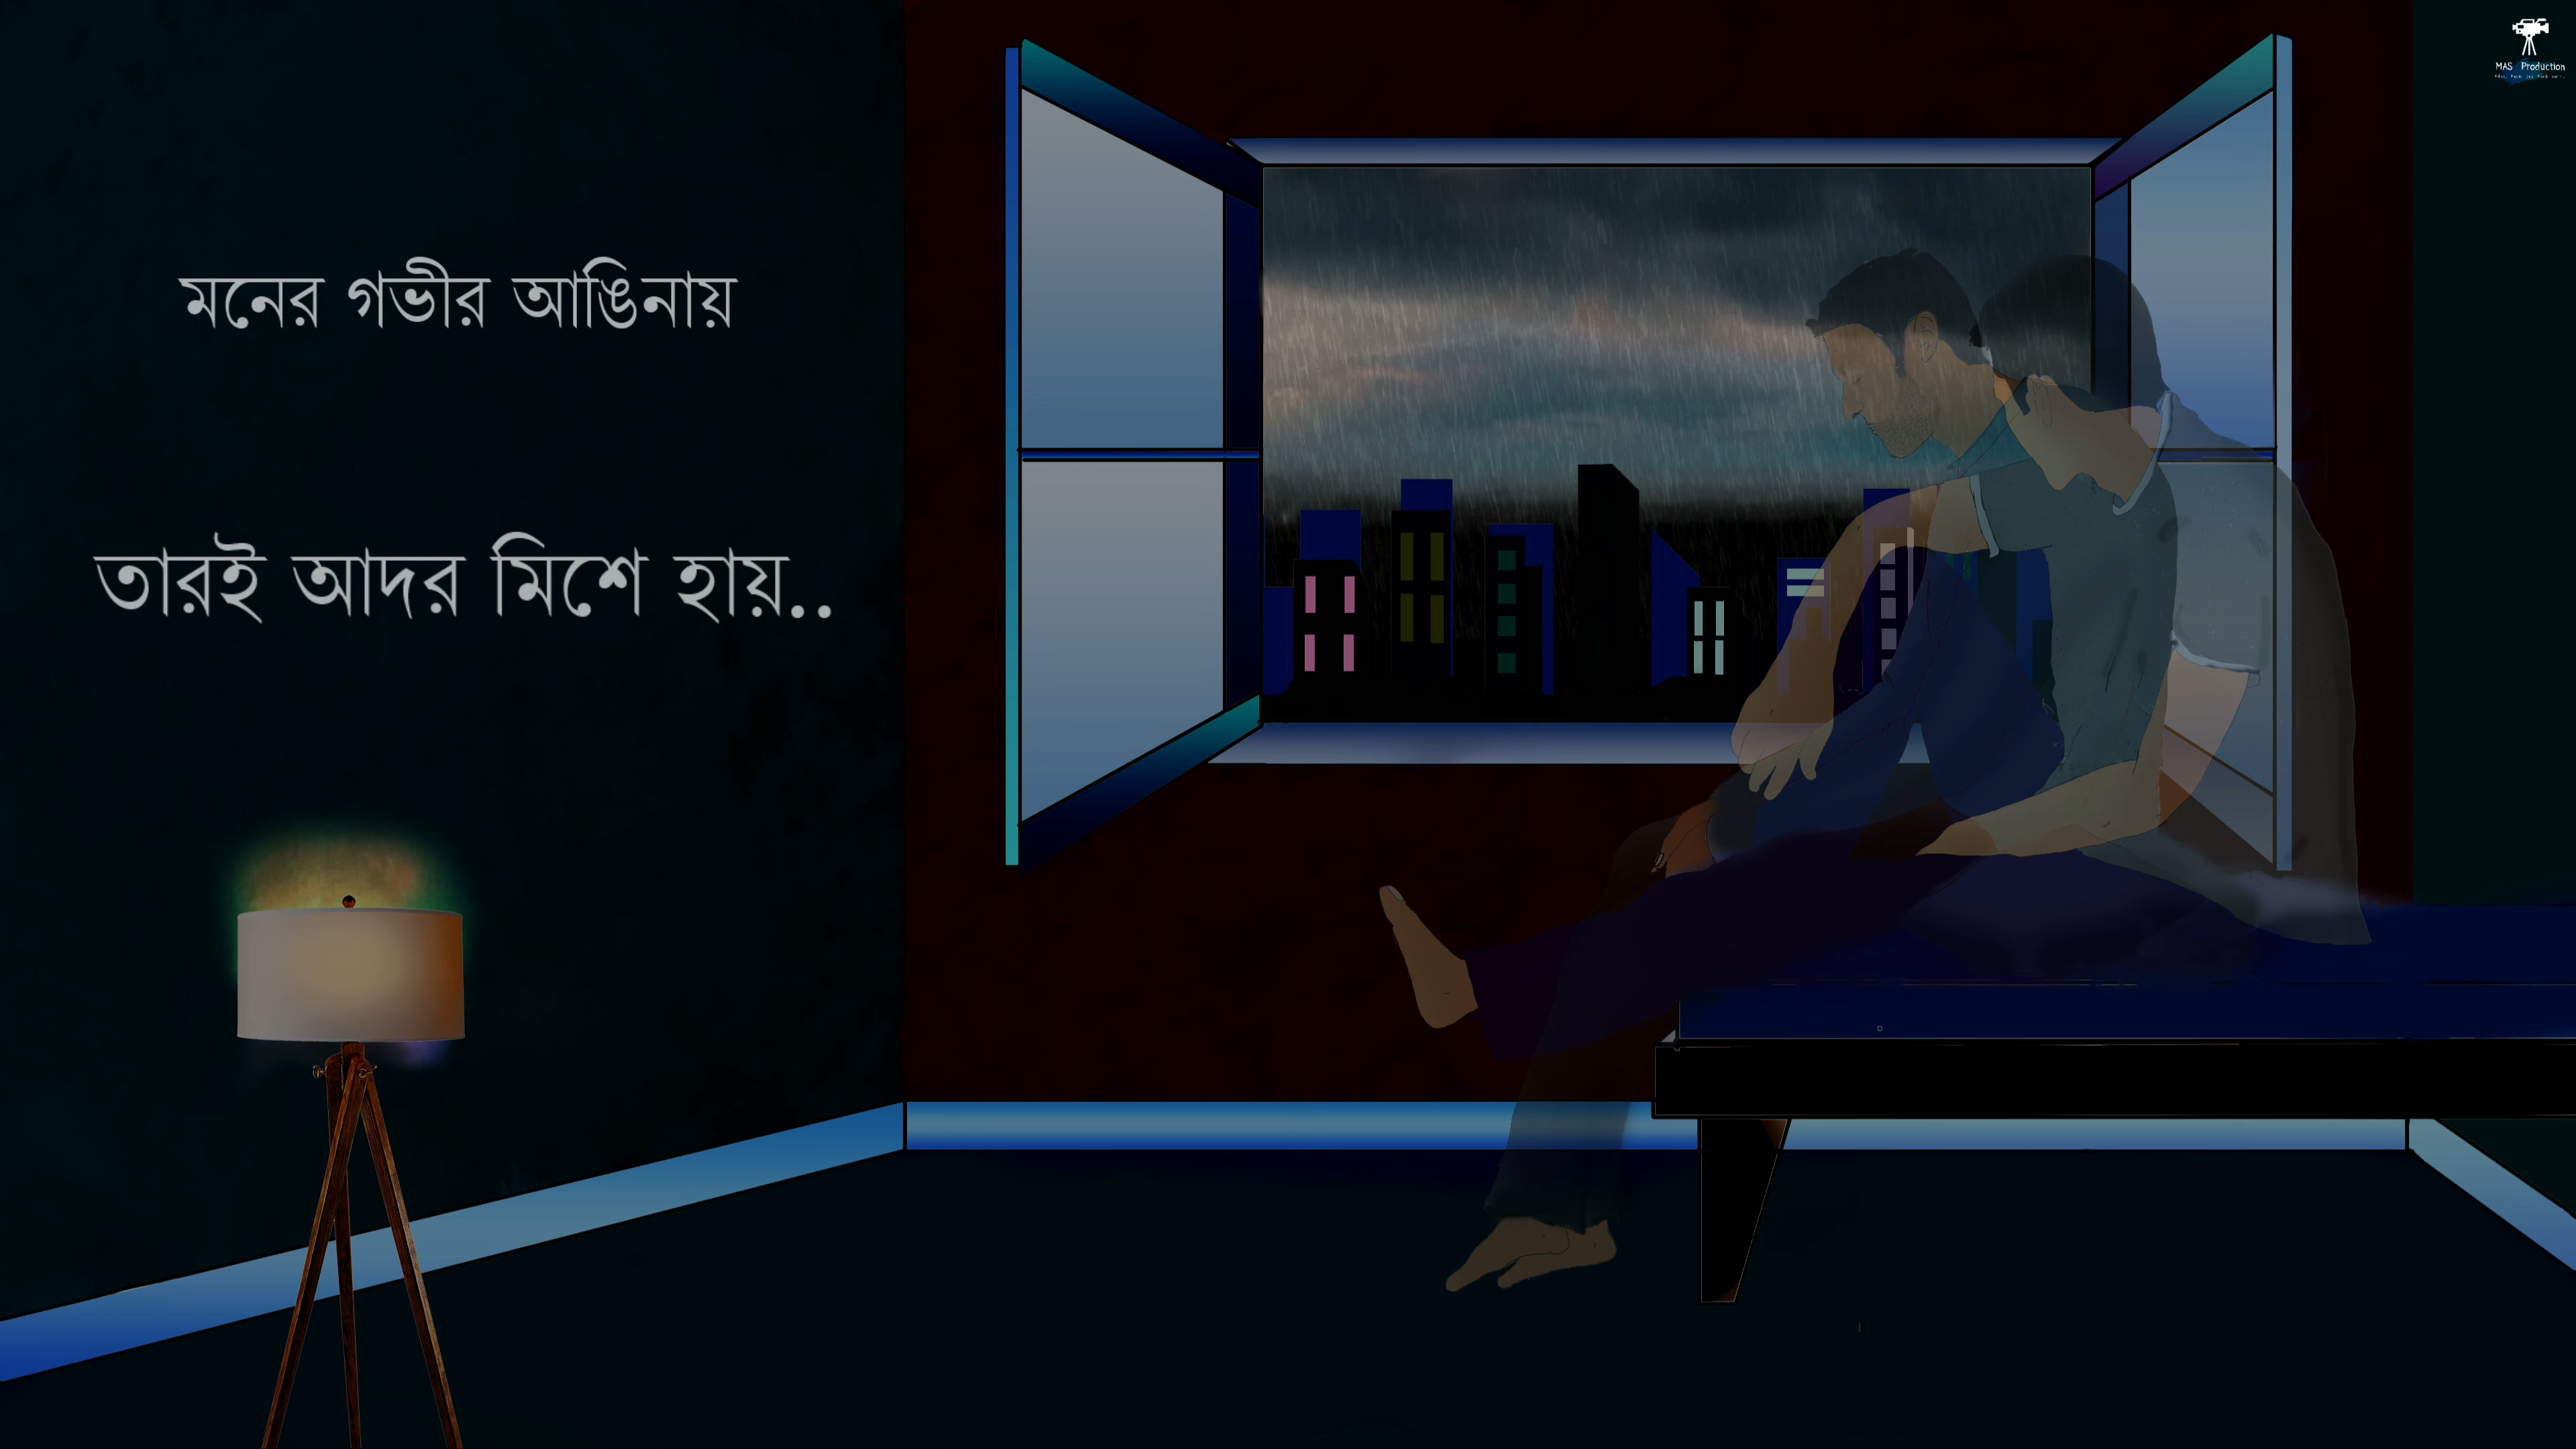 মনের গভীর আঙিনায়
তারই আদর মিশে হায়..
MAS Production